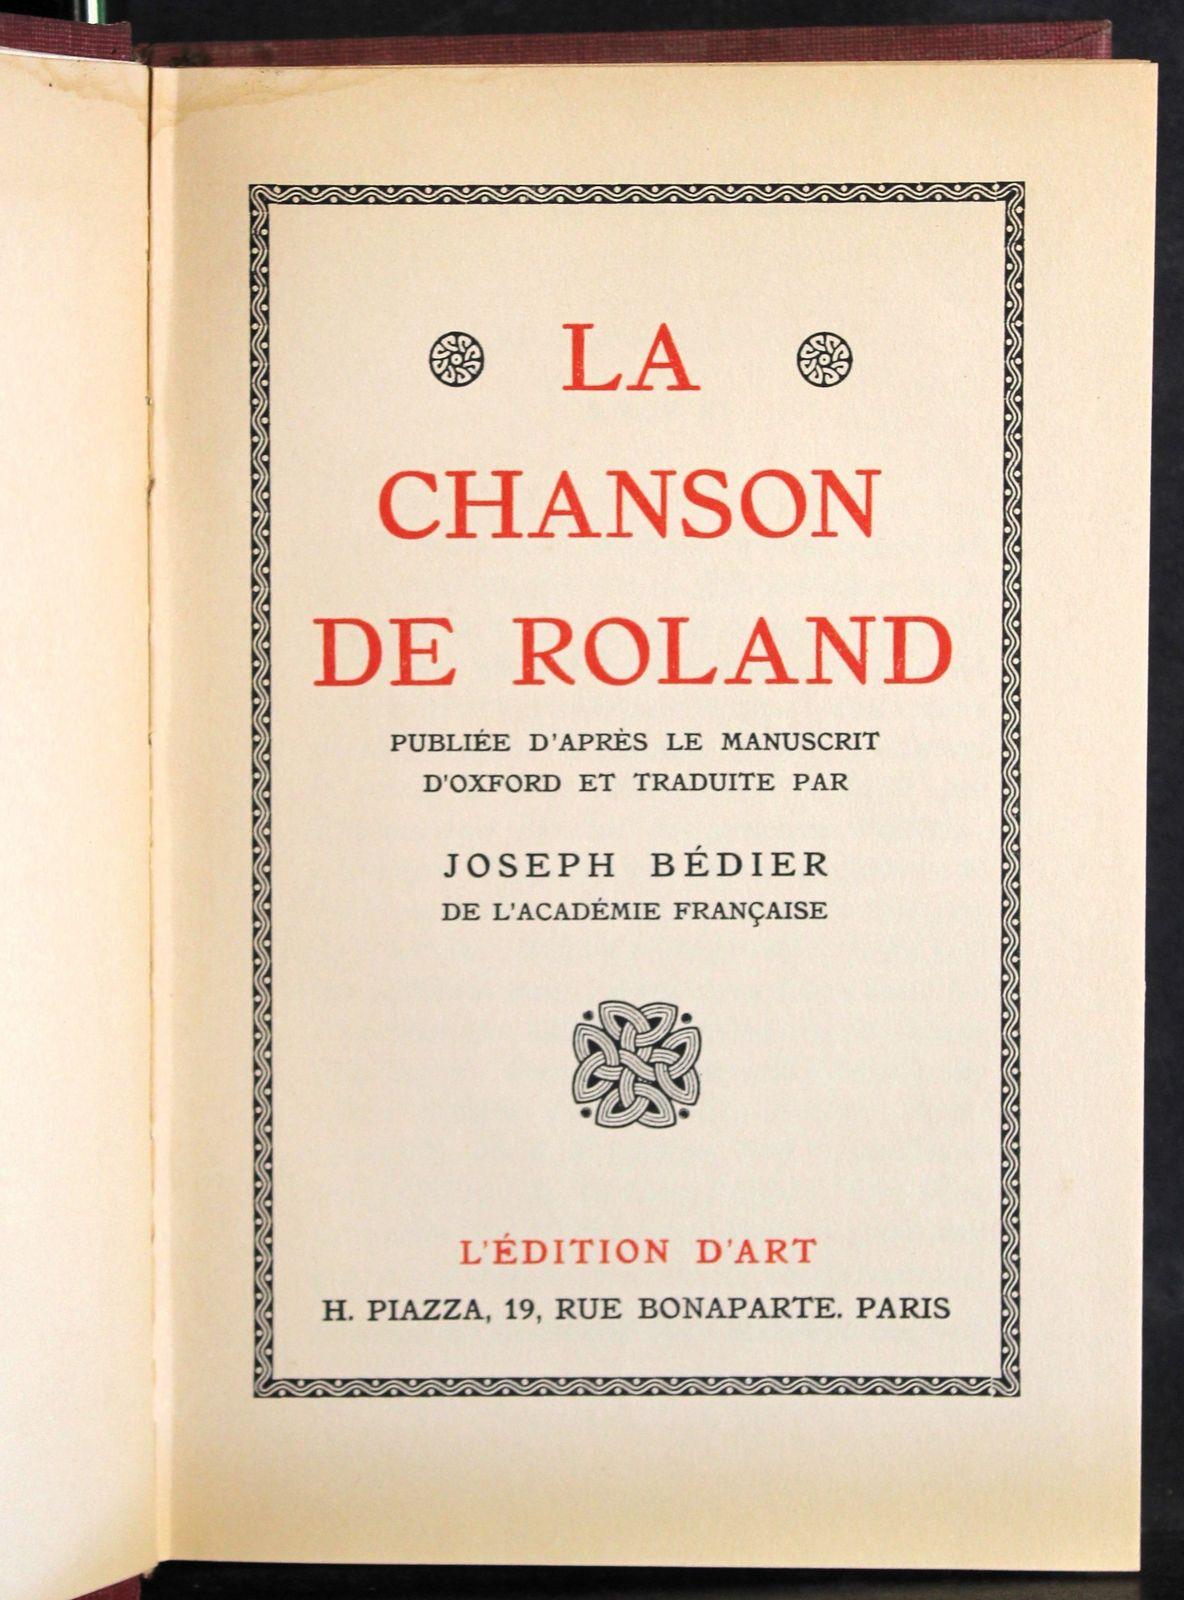 LA
CHANSON
DE ROLAND
PUBLIÉE D'APRÈS LE MANUSCRIT
D'OXFORD ET TRADUITE PAR
JOSEPH BÉDIER
DE L'ACADÉMIE FRANÇAISE
L'ÉDITION D'ART
H. PIAZZA, 19, RUE BONAPARTE. PARIS